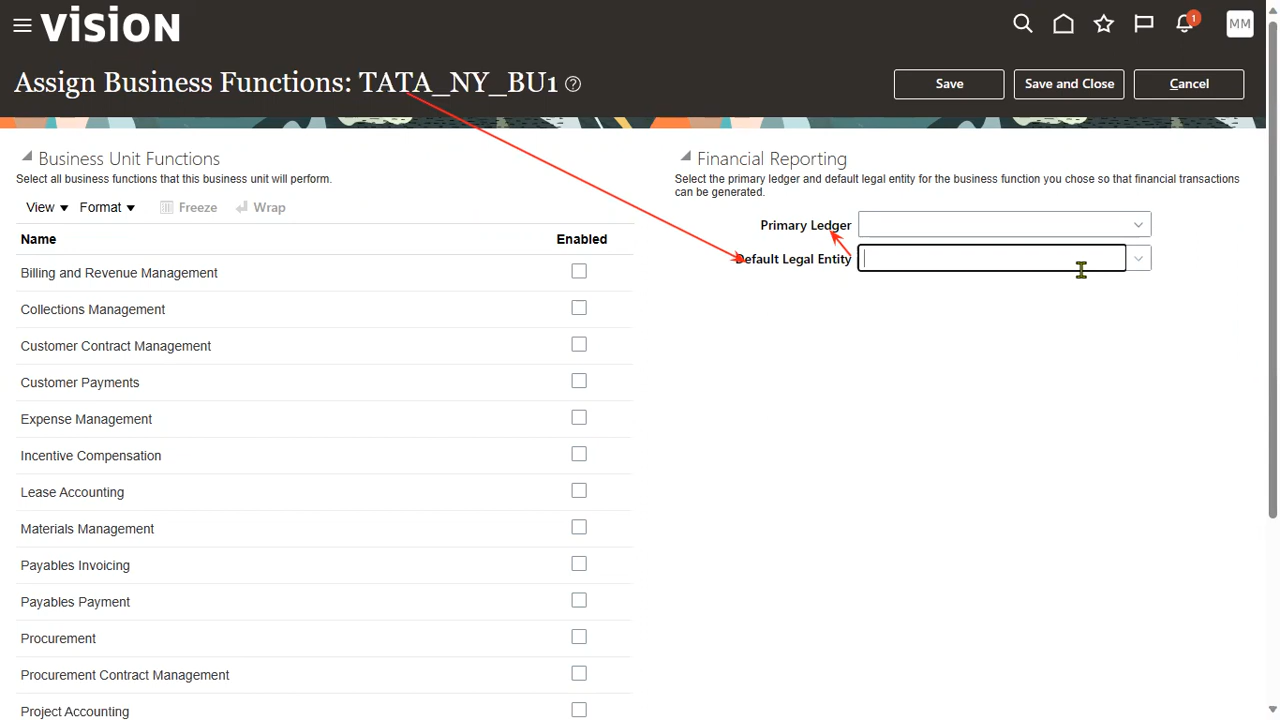 vision
1
MM
Assign Business Functions: TATA_NY_BU1
Save
Save and Close
Cancel
Business Unit Functions
Select all business functions that this business unit will perform.
View
Format
Freeze
Wrap
Name
Enabled
Billing and Revenue Management
Collections Management
Customer Contract Management
Customer Payments
Expense Management
Incentive Compensation
Lease Accounting
Materials Management
Payables Invoicing
Payables Payment
Procurement
Procurement Contract Management
Project Accounting
Financial Reporting
Select the primary ledger and default legal entity for the business function you chose so that financial transactions
can be generated.
Primary Ledger
Default Legal Entity